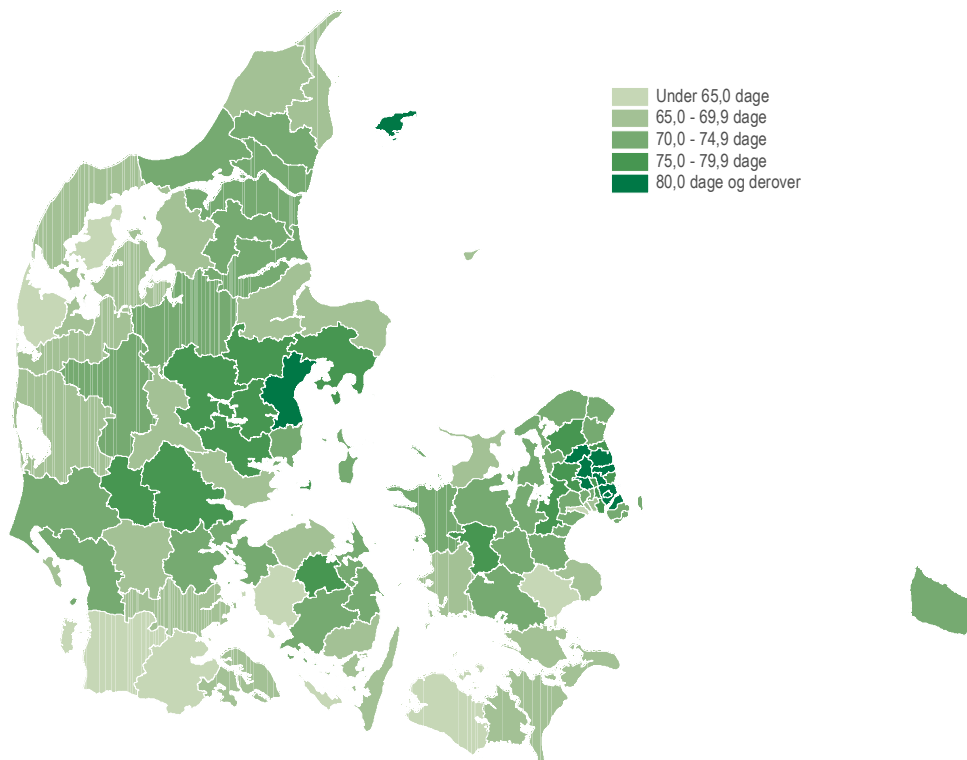 Under 65,0 dage
65,0 - 69,9 dage
70,0 - 74,9 dage
75,0 - 79,9 dage
80,0 dage og derover